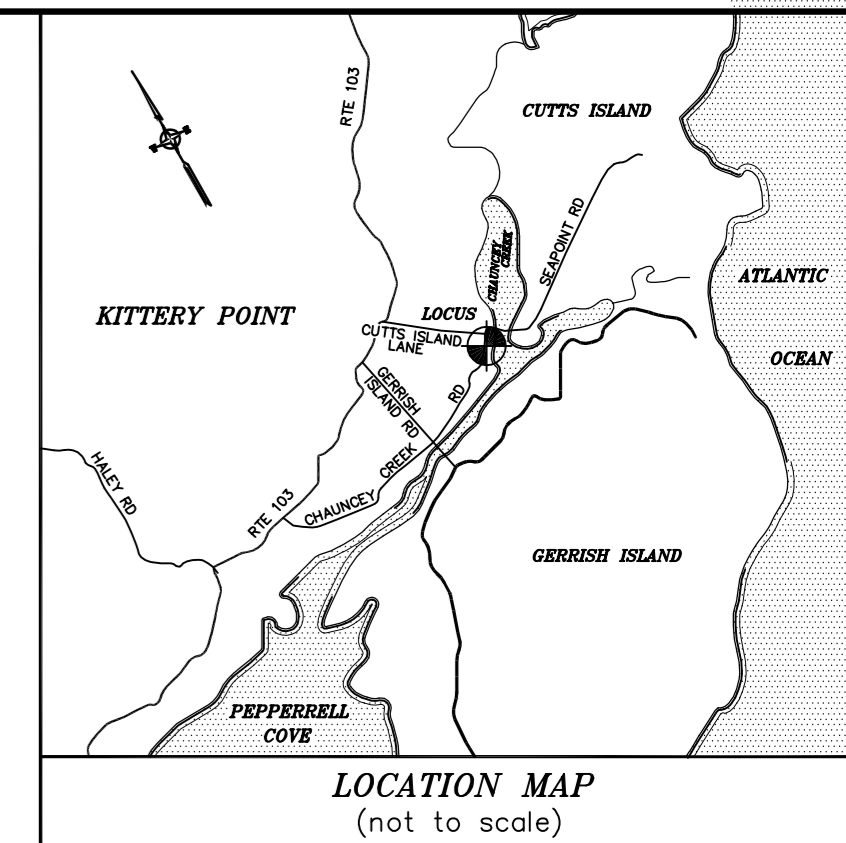 RTE 103
CUTTS ISLAND
SEAPOINT RD
CHAUNCEY
CREEK
ATLANTIC
OCEAN
KITTERY POINT
LOCUS
CUTTS ISLAND
LANE
GERRISH
ISLAND RD
CHAUNCEY CREEK RD
HALEY RD
RTE 103
GERRISH ISLAND
PEPPERRELL
COVE
LOCATION MAP
(not to scale)